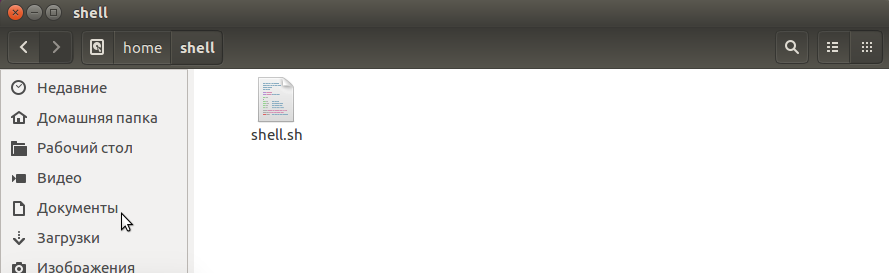 shell
home shell
Недавние
Домашняя папка
Рабочий стол
Видео
Документы
Загрузки
Изображения
shell.sh